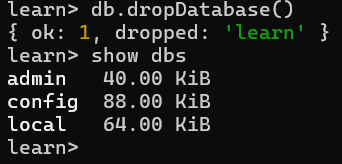 learn> db.dropDatabase()
{ ok: 1, dropped: 'learn' }
learn> show dbs
admin    40.00 KiB
config   88.00 KiB
local    64.00 KiB
learn>